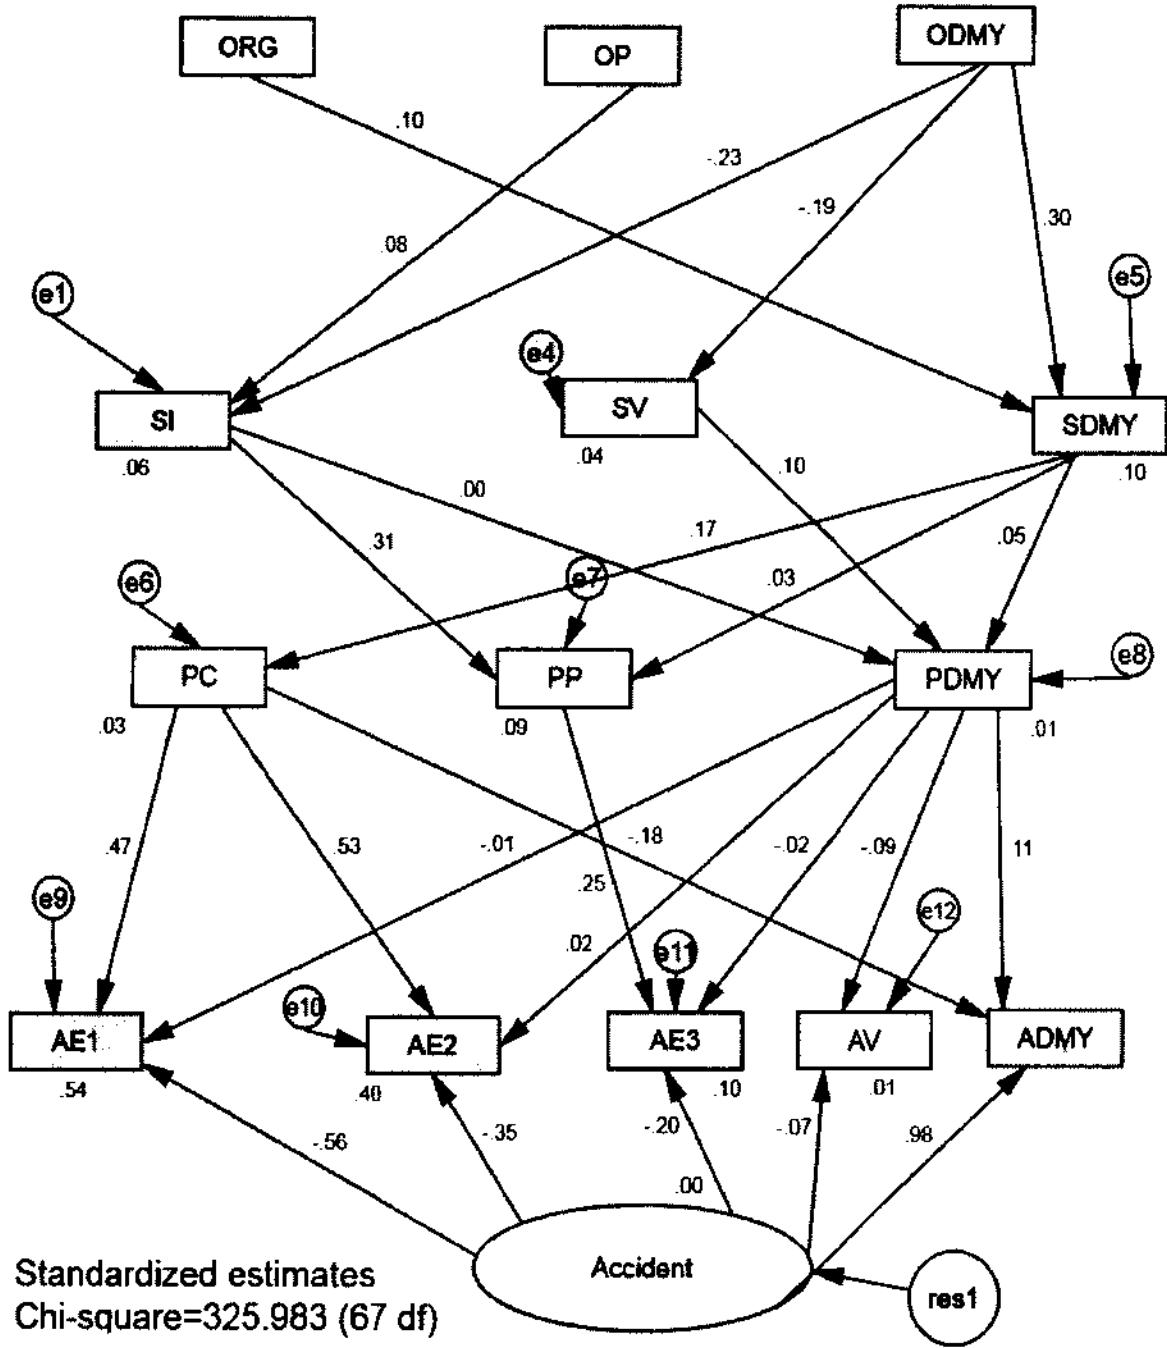 ORG
OP
ODMY
.10
-.23
-.19
.30
.08
e1
e5
e4
SI
SV
SDMY
.06
.04
.10
.00
.10
.31
.17
.05
e6
e7
.03
e8
PC
PP
PDMY
.03
.09
.01
.47
.53
-.01
-.18
-.02
-.09
11
.25
e9
e12
.02
e11
e10
AE1
AE2
AE3
AV
ADMY
.54
.40
.10
.01
-.56
-.35
-.20
-.07
.98
.00
Accident
res1
Standardized estimates
Chi-square=325.983 (67 df)